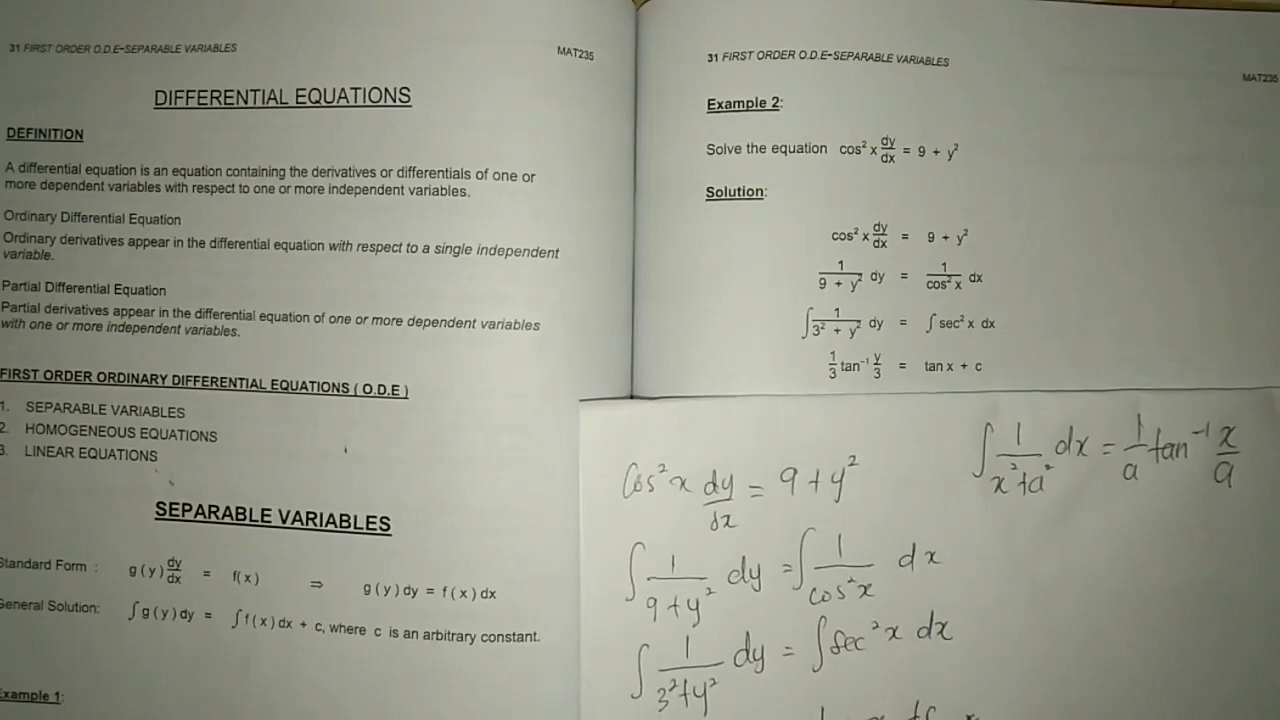 31 FIRST ORDER O.D.E-SEPARABLE VARIABLES
MAT235
DIFFERENTIAL EQUATIONS
DEFINITION
A differential equation is an equation containing the derivatives or differentials of one or
more dependent variables with respect to one or more independent variables.
Ordinary Differential Equation
Ordinary derivatives appear in the differential equation with respect to a single independent
variable.
Partial Differential Equation
Partial derivatives appear in the differential equation of one or more dependent variables
with one or more independent variables.
FIRST ORDER ORDINARY DIFFERENTIAL EQUATIONS ( O.D.E )
1. SEPARABLE VARIABLES
2. HOMOGENEOUS EQUATIONS
3. LINEAR EQUATIONS
SEPARABLE VARIABLES
Standard Form : g ( y ) dy/dx = f( x ) ⇒ g ( y ) dy = f ( x ) dx
General Solution: ∫ g ( y ) dy = ∫ f ( x ) dx + c, where c is an arbitrary constant.
Example 1:
31 FIRST ORDER O.D.E-SEPARABLE VARIABLES
MAT235
Example 2:
Solve the equation cos² x dy/dx = 9 + y²
Solution:
cos² x dy/dx = 9 + y²
1/(9 + y²) dy = 1/(cos² x) dx
∫ 1/(3² + y²) dy = ∫ sec² x dx
1/3 tan⁻¹ y/3 = tan x + c
Cos²x dy/dx = 9 + y²
∫ 1/(x²+a²) dx = 1/a tan⁻¹ x/a
∫ 1/(9+y²) dy = ∫ 1/(cos²x) dx
∫ 1/(3²+y²) dy = ∫ sec²x dx